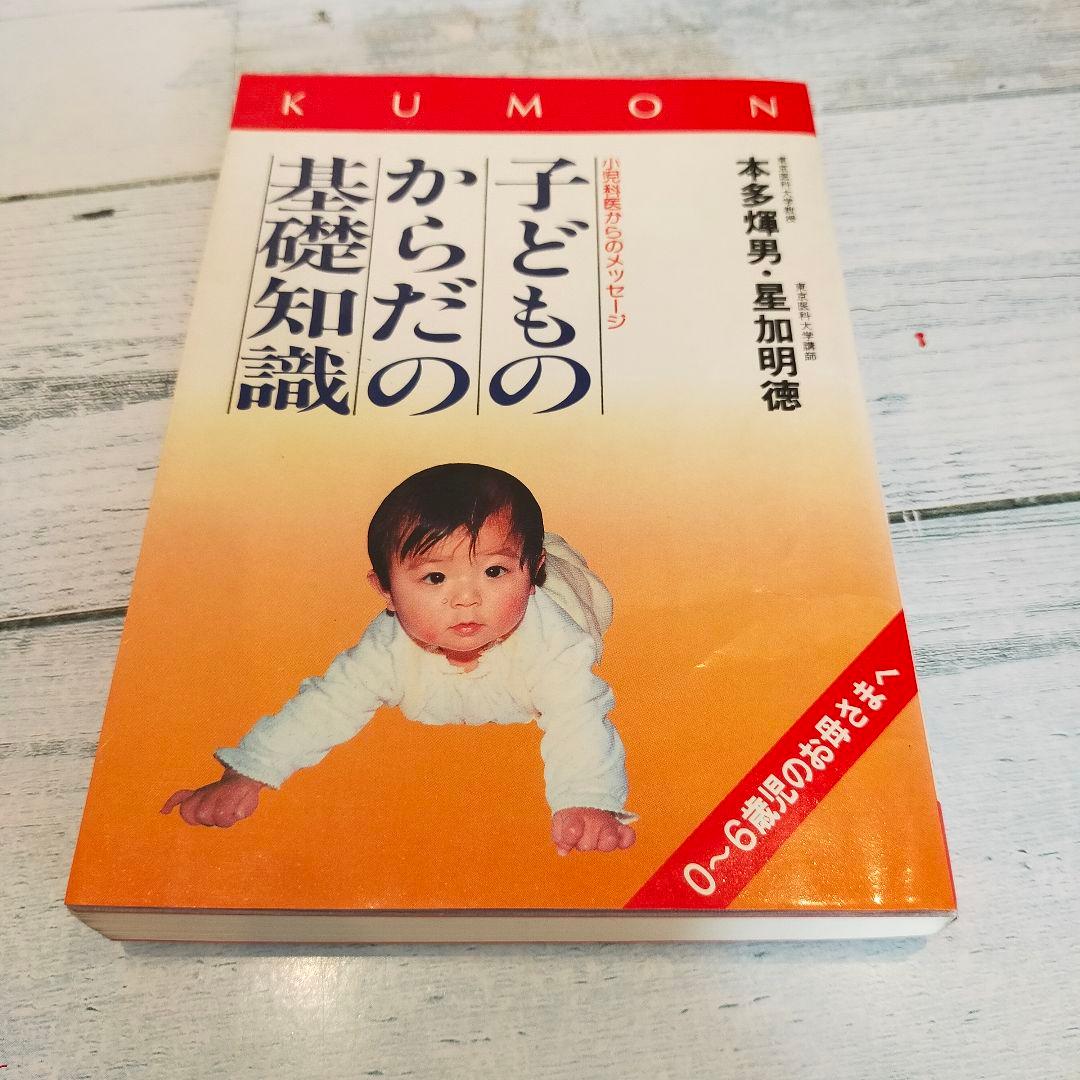 KUMON
東京医科大学教授
本多煇男・星加明徳
東京医科大学講師
小児科医からのメッセージ
子どもの
からだの
基礎知識
0～6歳児のお母さまへ